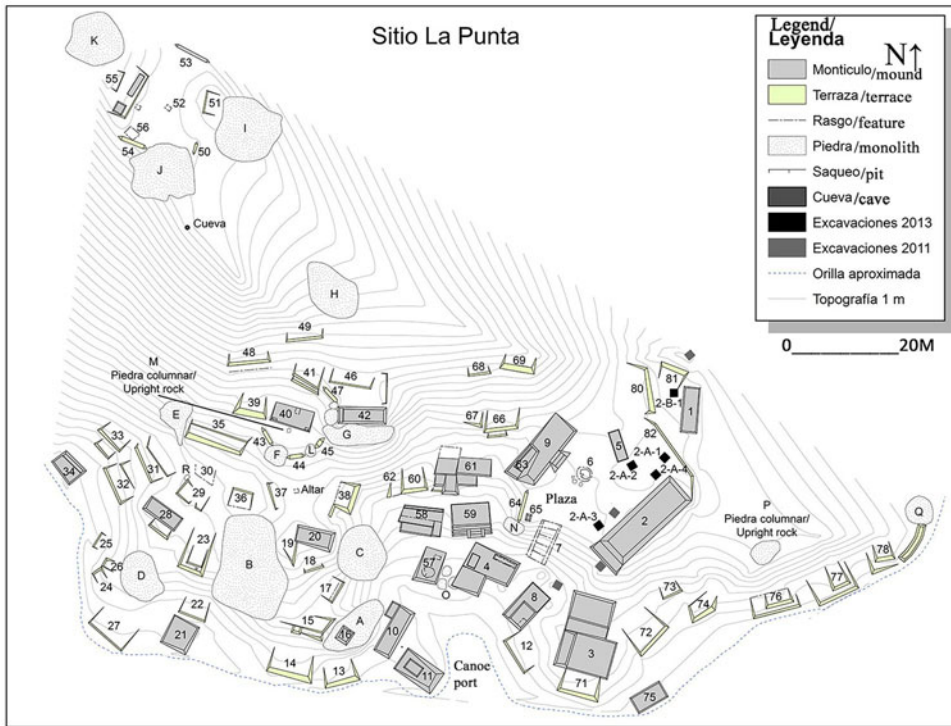 Sitio La Punta
Legend/
Leyenda
N↑
Monticulo/mound
Terraza/terrace
Rasgo/feature
Piedra/monolith
Saqueo/pit
Cueva/cave
Excavaciones 2013
Excavaciones 2011
Orilla aproximada
Topografía 1 m
0 20M
K
53
55
52
51
I
56
54
50
J
Cueva
H
49
48
M
Piedra columnar/
Upright rock
41
46
47
68
69
80
81
2-B-1
39
40
42
1
E
35
43
F
44
L
45
G
67
66
9
5
82
2-A-1
2-A-2
2-A-4
33
34
32
31
R
30
29
36
37
Altar
38
62
60
61
63
6
64
65
Plaza
2-A-3
2
28
58
59
N
7
P
Piedra columnar/
Upright rock
Q
25
26
24
D
23
B
19
20
18
C
57
4
O
78
77
76
73
74
72
17
22
27
21
15
16
A
10
8
12
3
14
13
11
Canoe
port
71
75